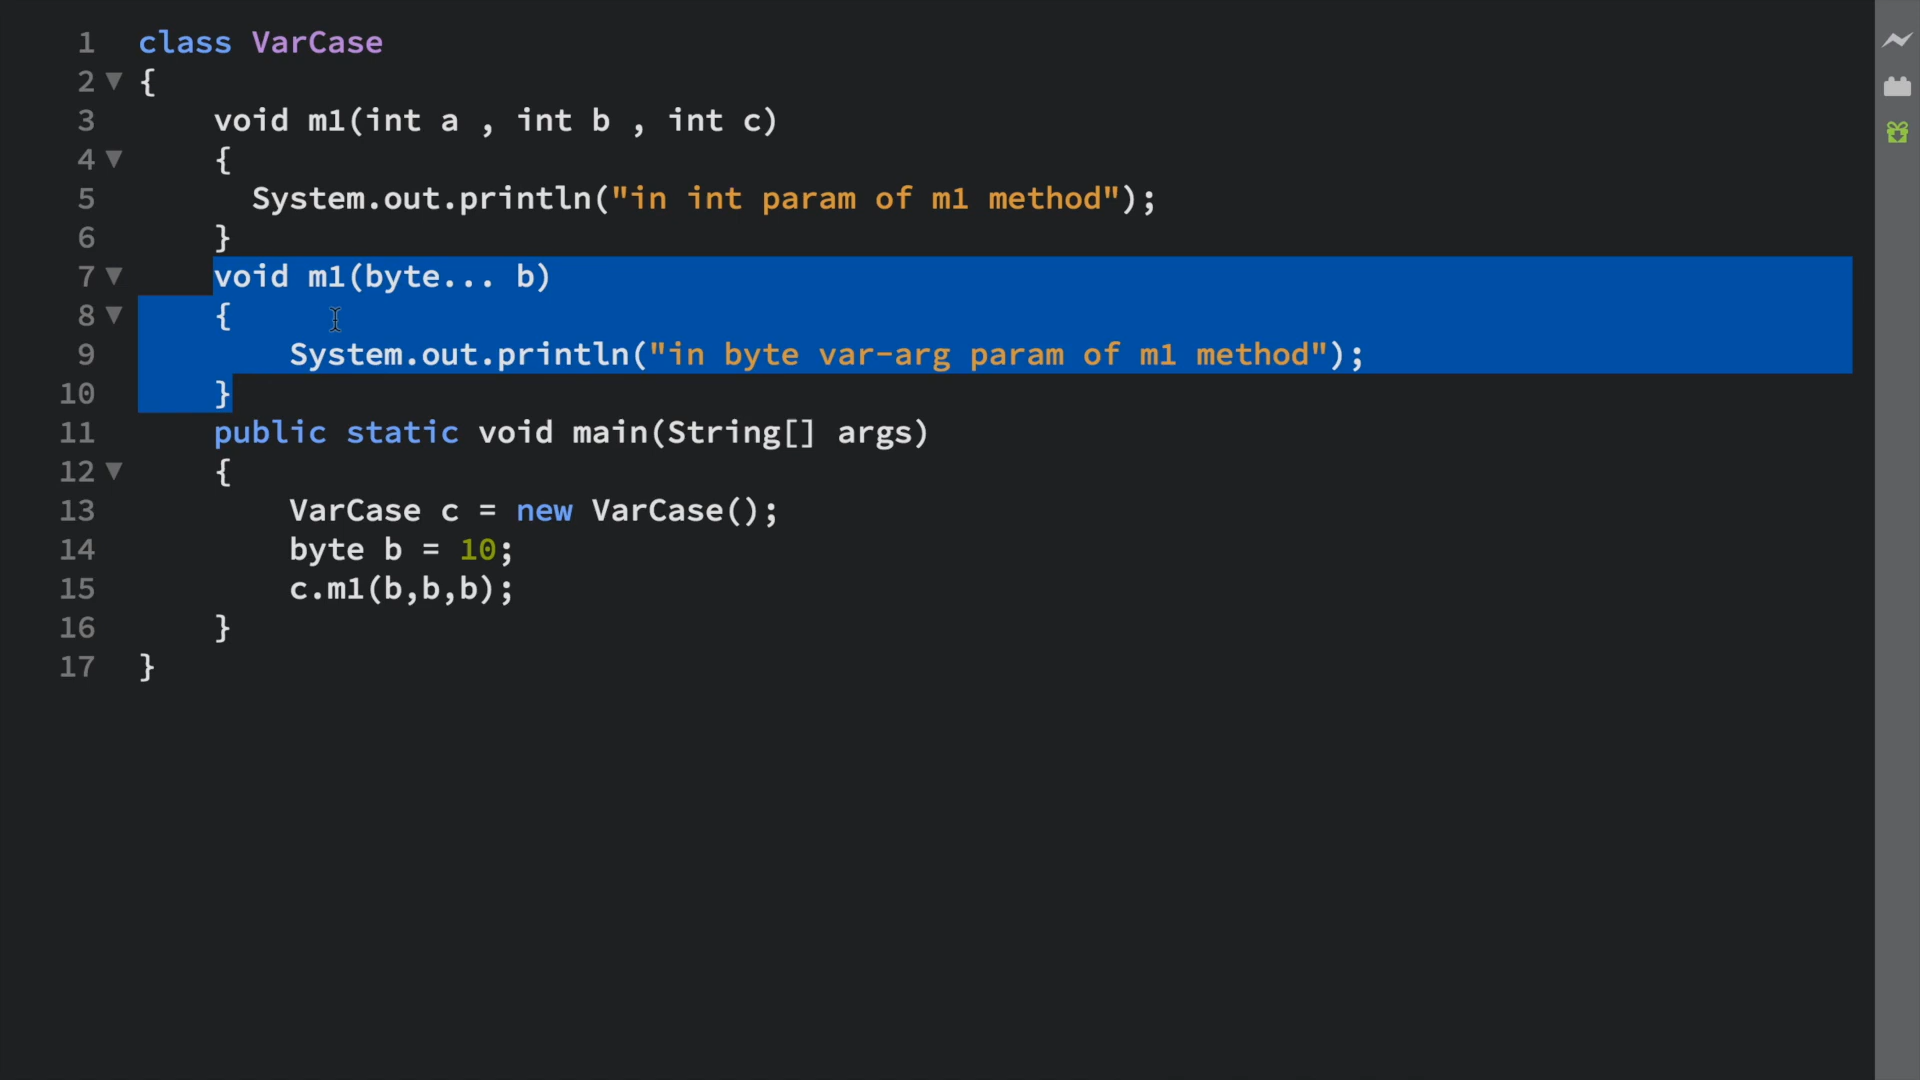 1 class VarCase
2 {
3 void m1(int a , int b , int c)
4 {
5 System.out.println("in int param of m1 method");
6 }
7 void m1(byte... b)
8 {
9 System.out.println("in byte var-arg param of m1 method");
10 }
11 public static void main(String[] args)
12 {
13 VarCase c = new VarCase();
14 byte b = 10;
15 c.m1(b,b,b);
16 }
17 }